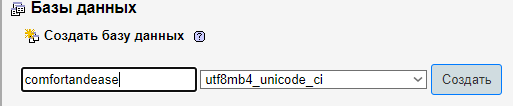 Базы данных
Создать базу данных
comfortandease utf8mb4_unicode_ci Создать